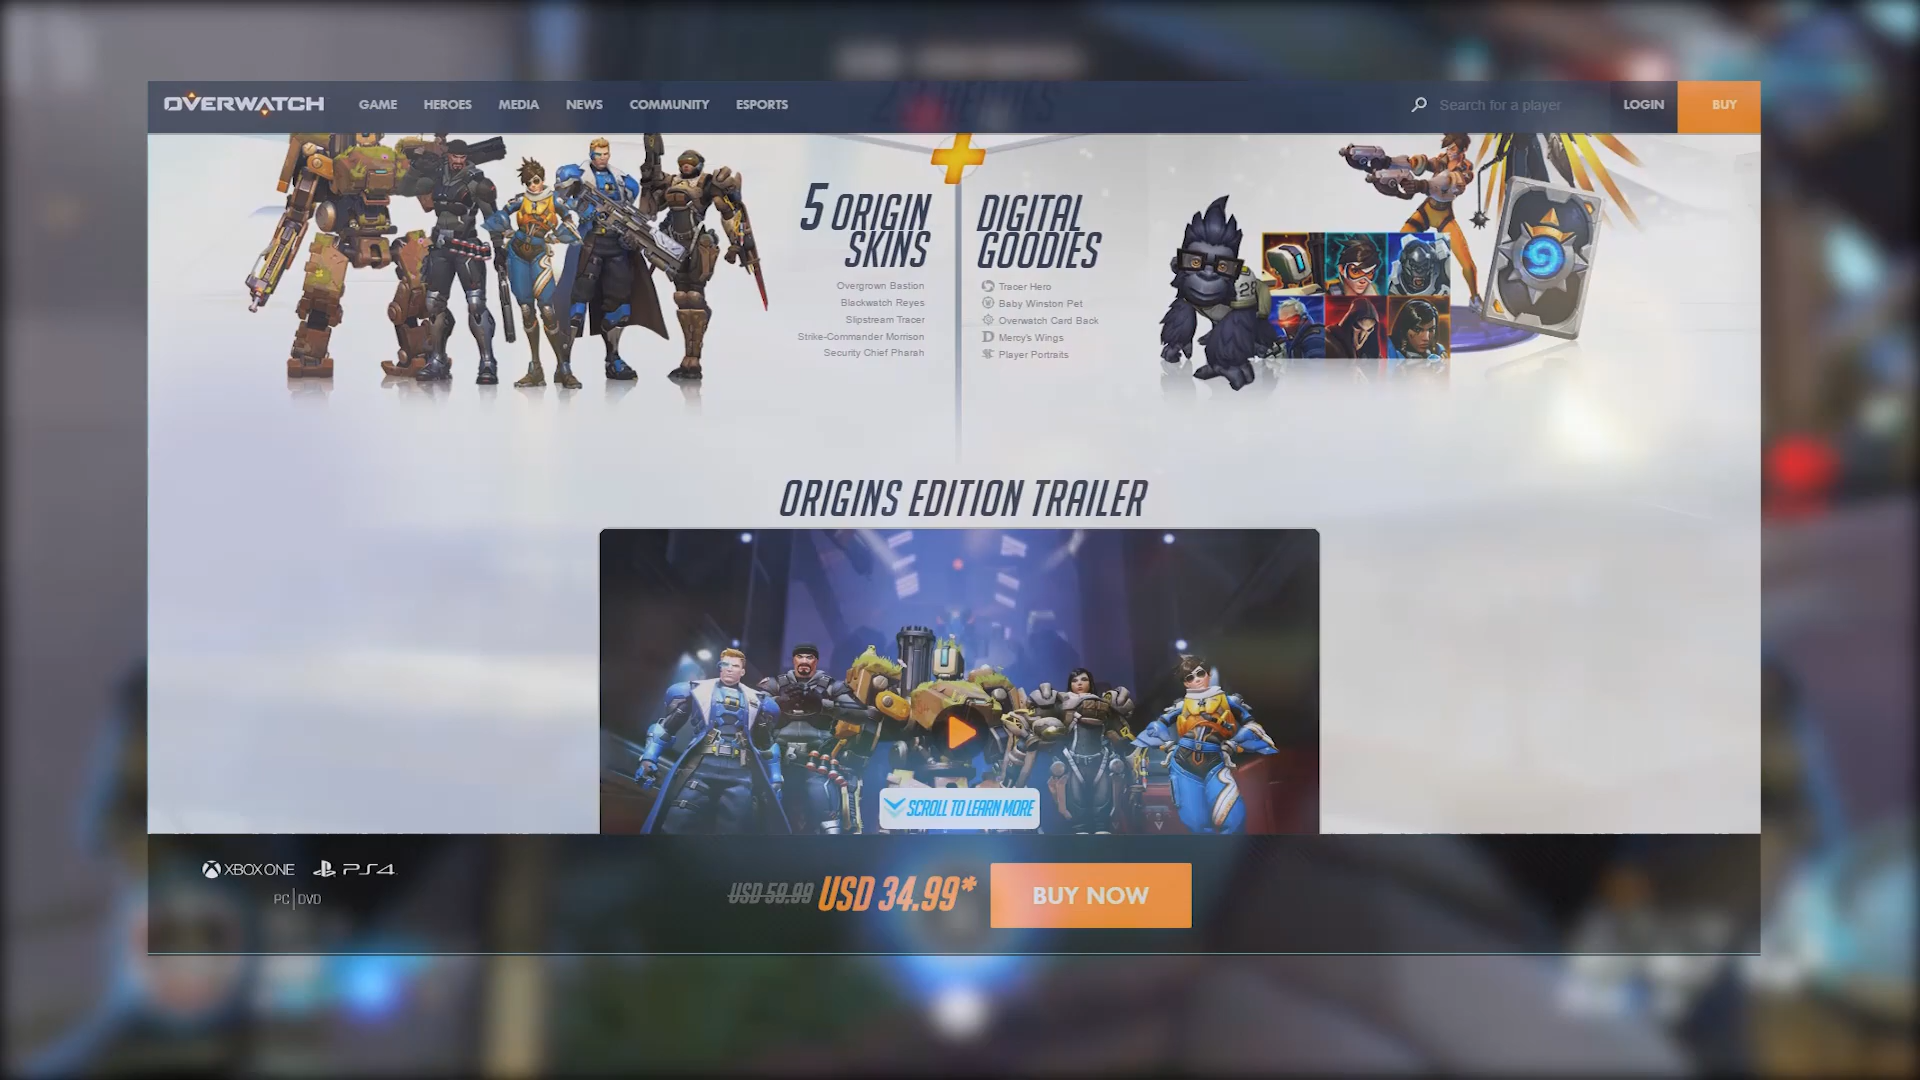 OVERWATCH
GAME HEROES MEDIA NEWS COMMUNITY ESPORTS
Search for a player
LOGIN
BUY
5 ORIGIN
SKINS
Overgrown Bastion
Blackwatch Reyes
Slipstream Tracer
Strike-Commander Morrison
Security Chief Pharah
DIGITAL
GOODIES
Tracer Hero
Baby Winston Pet
Overwatch Card Back
Mercy's Wings
Player Portraits
28
ORIGINS EDITION TRAILER
SCROLL TO LEARN MORE
XBOX ONE PS4
PC DVD
USD 59.99 USD 34.99*
BUY NOW